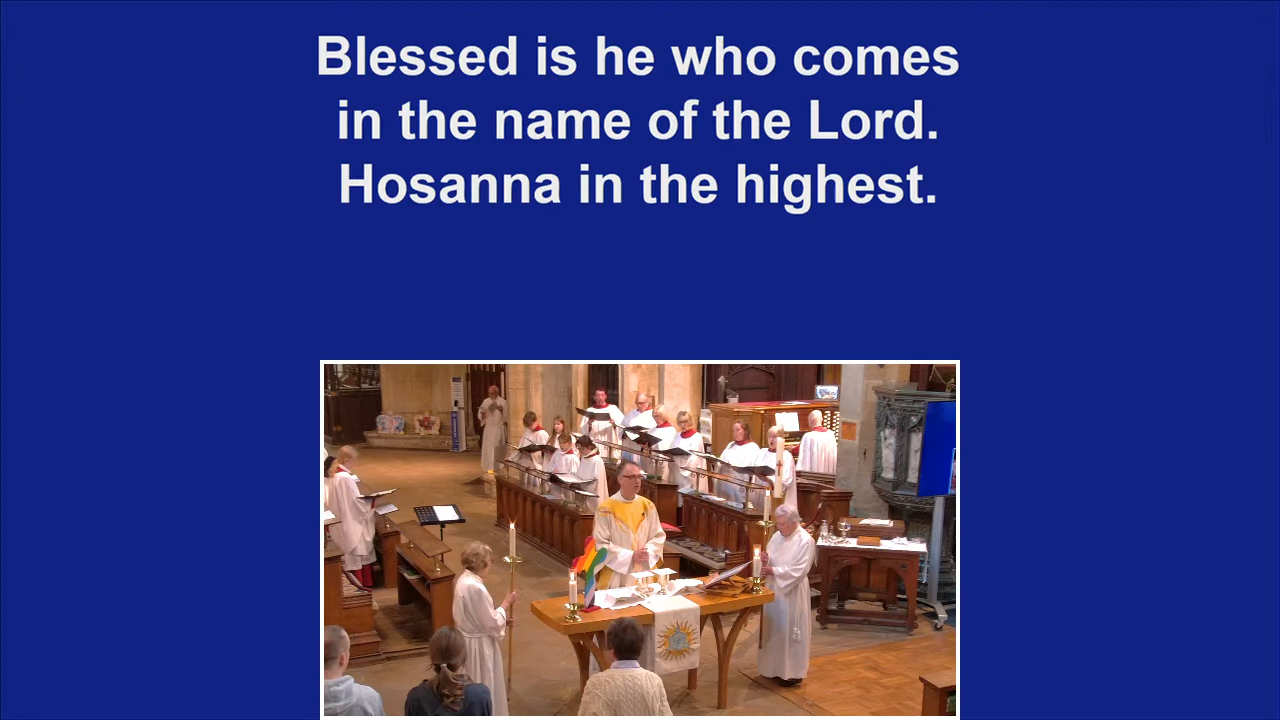 Blessed is he who comes
in the name of the Lord.
Hosanna in the highest.